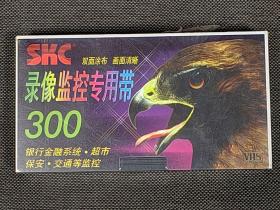 SKC
双面涂布 画面清晰
录像监控专用带
300
银行金融系统·超市
保安·交通等监控
VHS